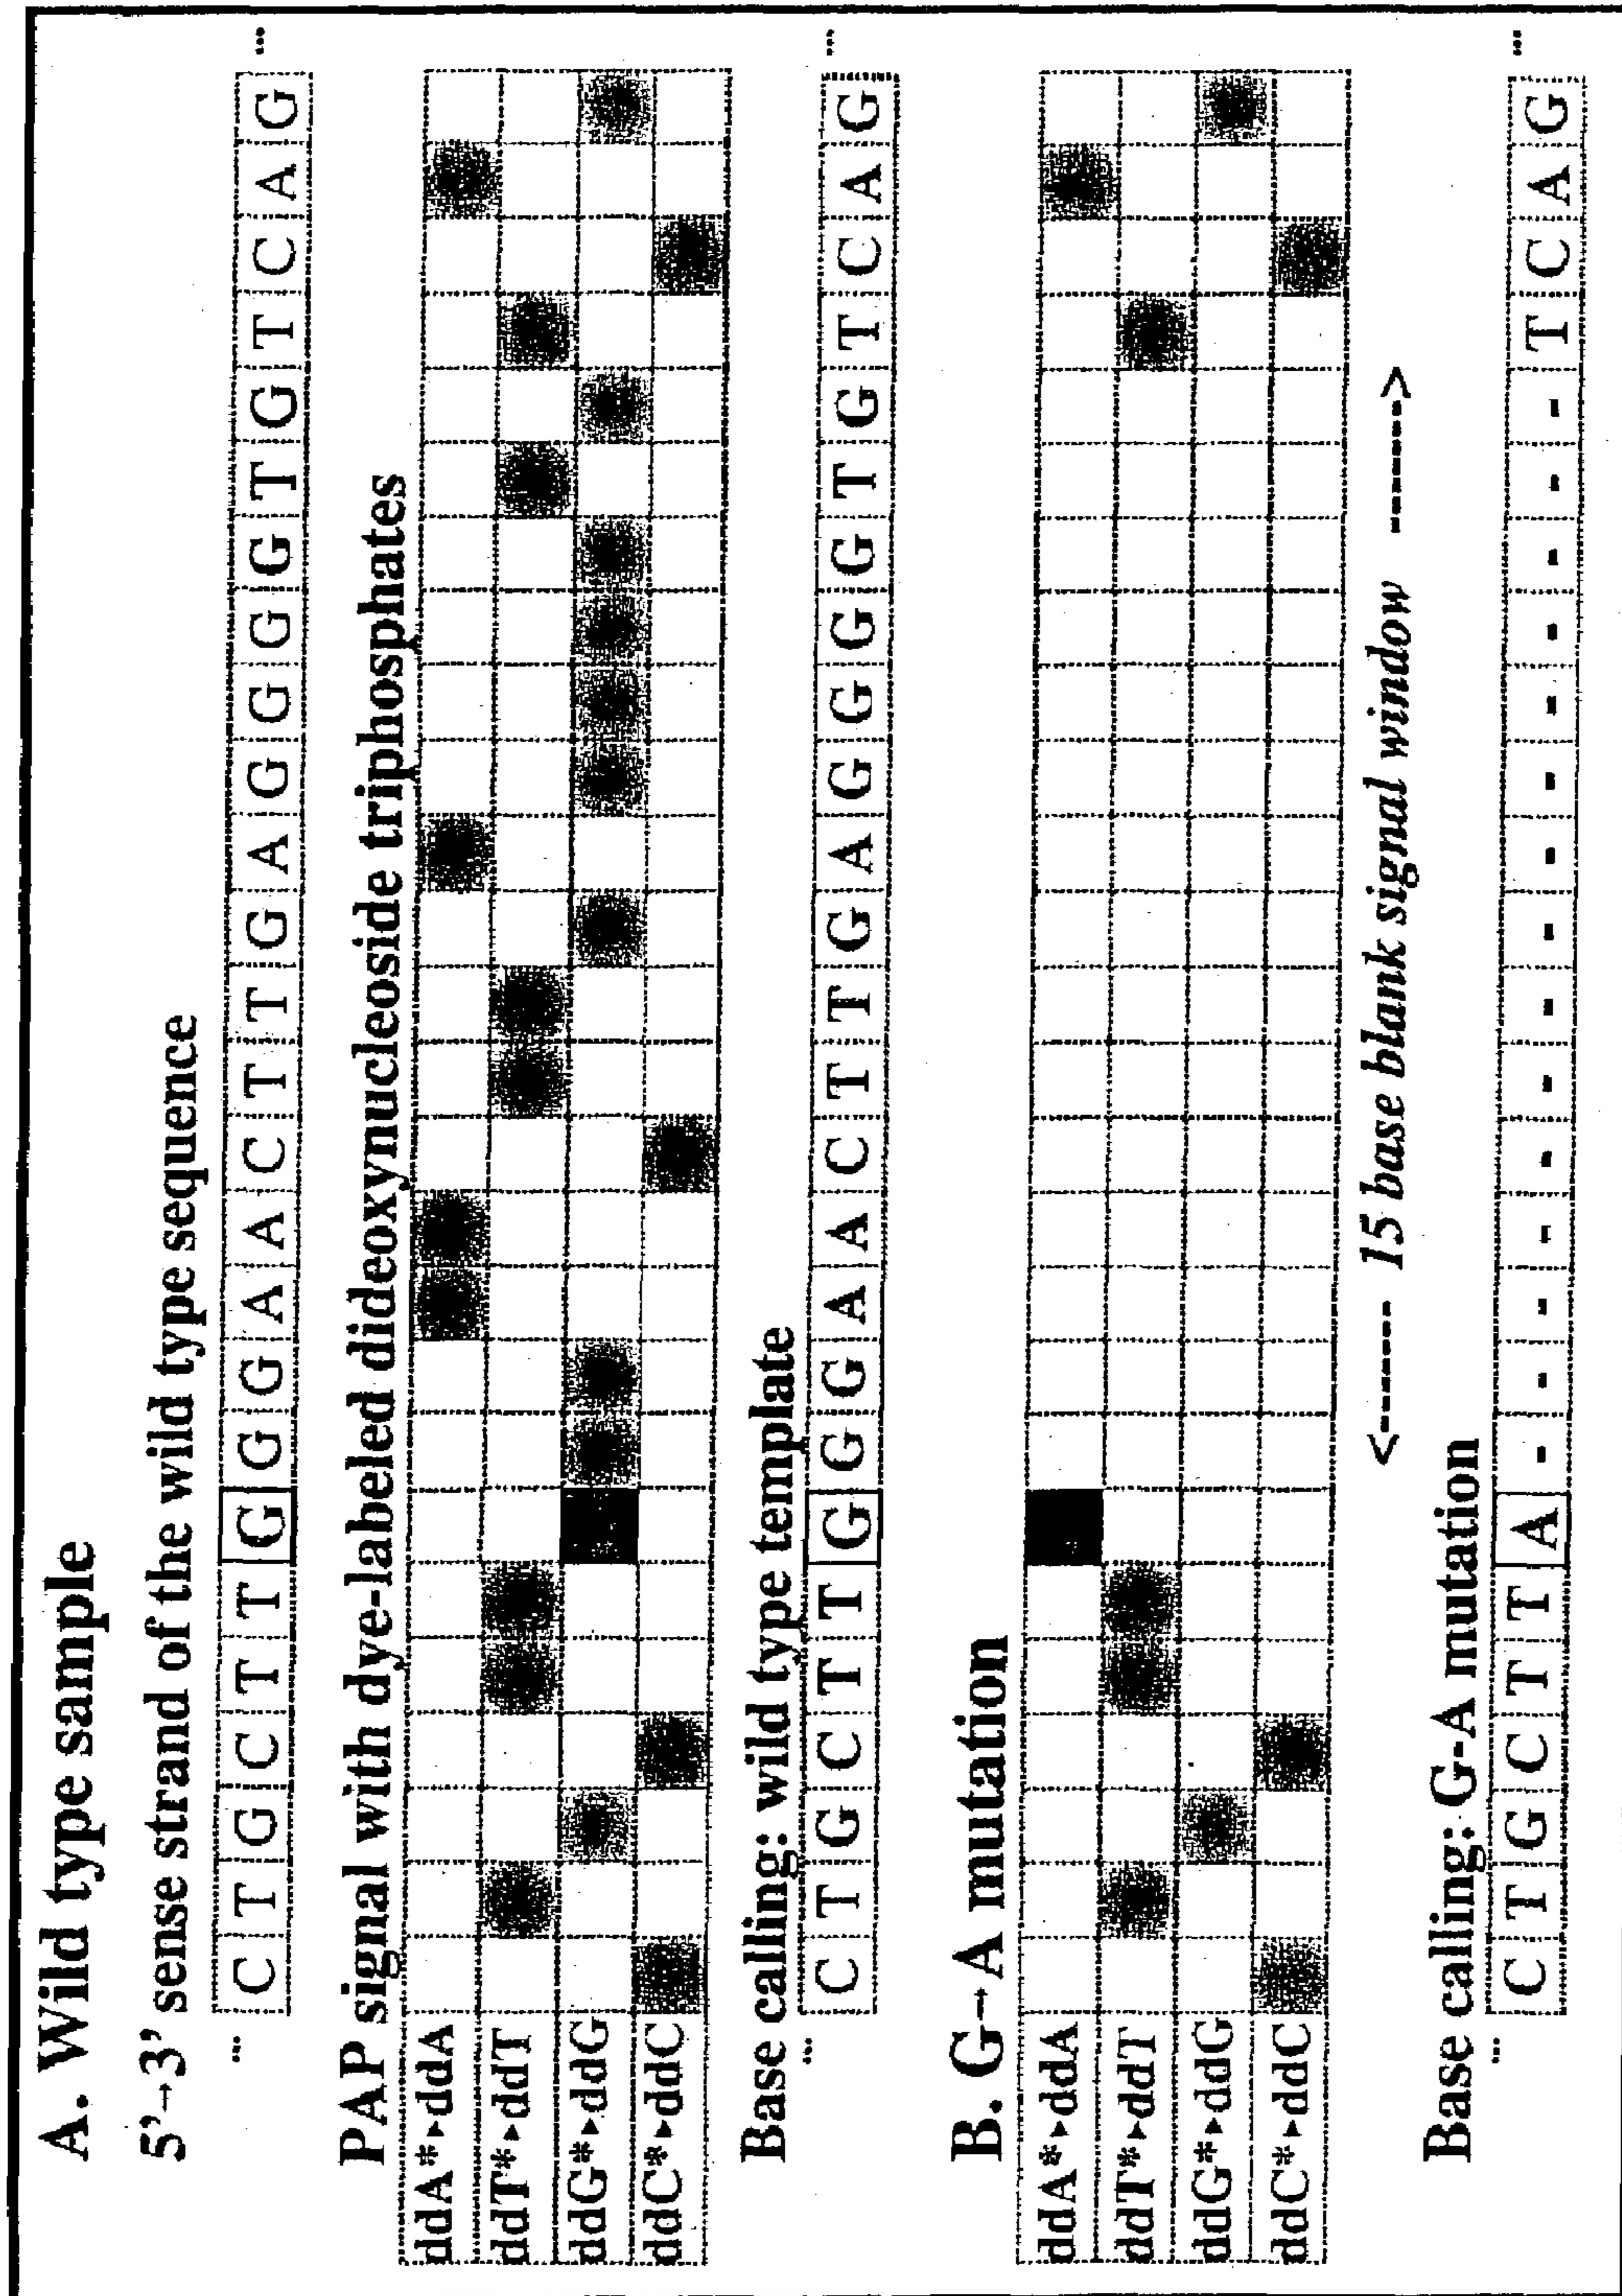 A. Wild type sample
5'→3' sense strand of the wild type sequence
... C T G C T T G G G A A C T T G A G G G G T G T C A G ...
PAP signal with dye-labeled dideoxynucleoside triphosphates
ddA*▸ddA
ddT*▸ddT
ddG*▸ddG
ddC*▸ddC
Base calling: wild type template
... C T G C T T G G G A A C T T G A G G G G T G T C A G ...
B. G→A mutation
ddA*▸ddA
ddT*▸ddT
ddG*▸ddG
ddC*▸ddC
<------ 15 base blank signal window ------>
Base calling: G-A mutation
... C T G C T T A - - - - - - - - - - - - - - - T C A G ...